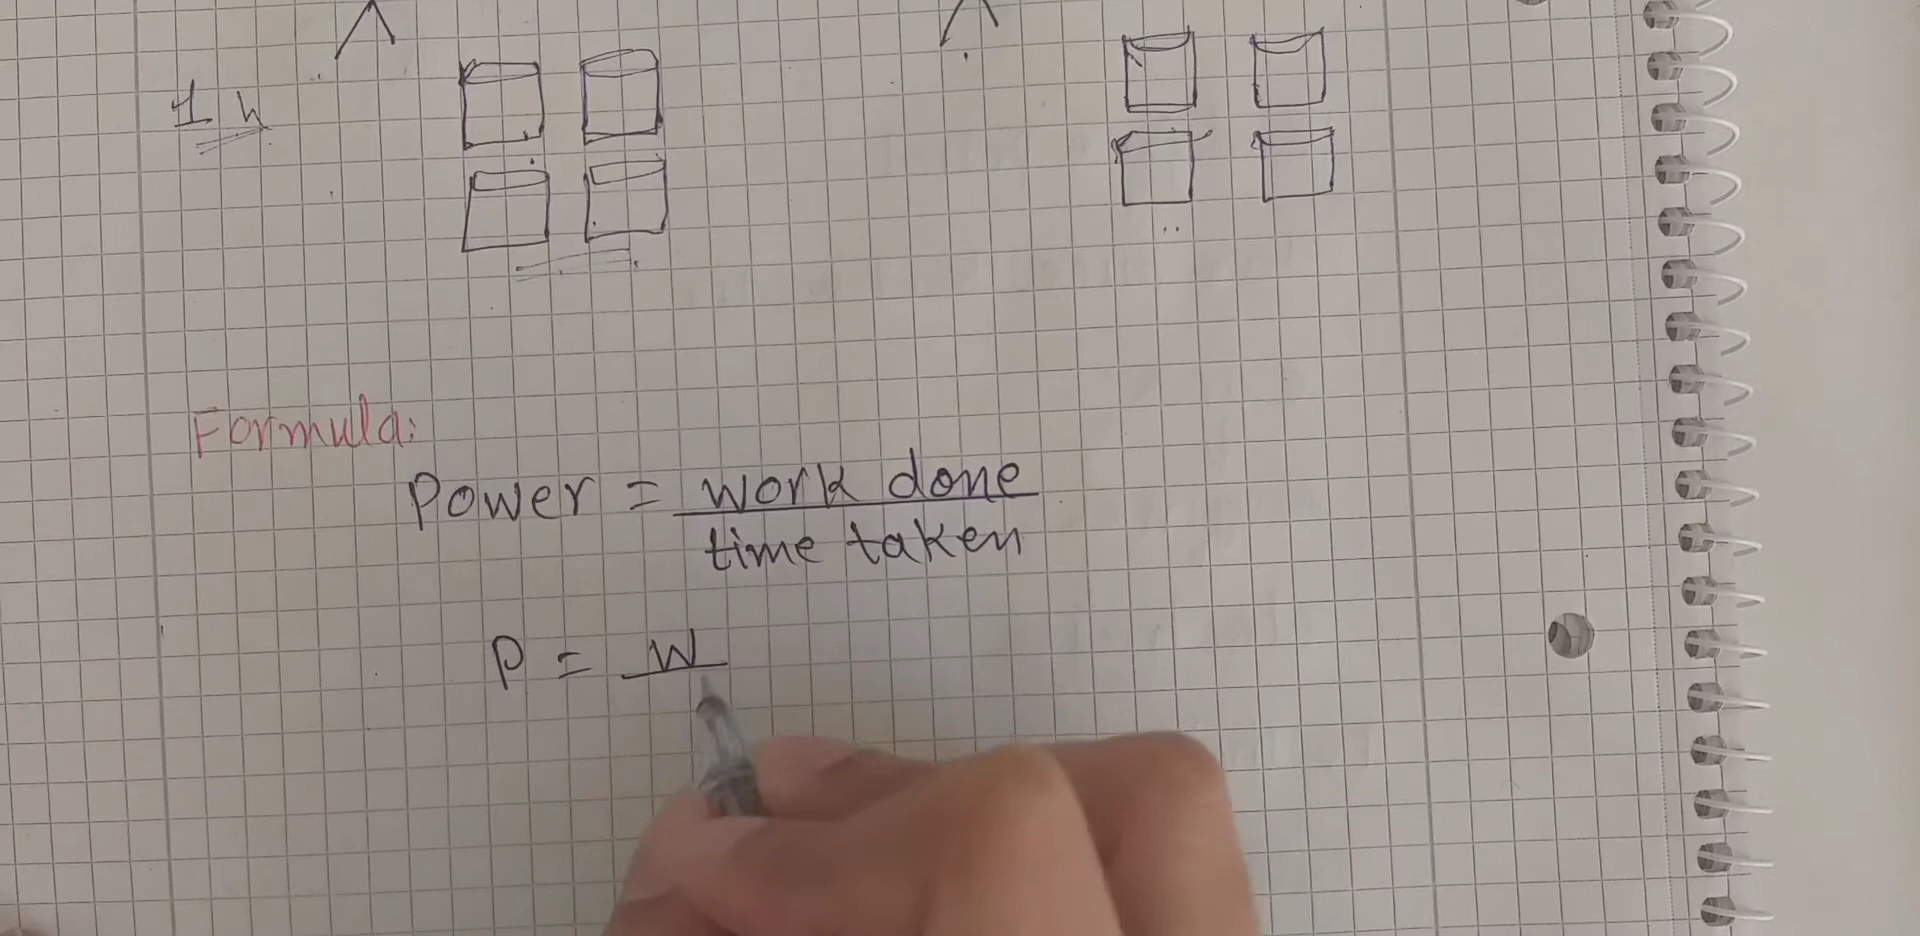 1 h
Formula:
Power = work done
time taken
P = W